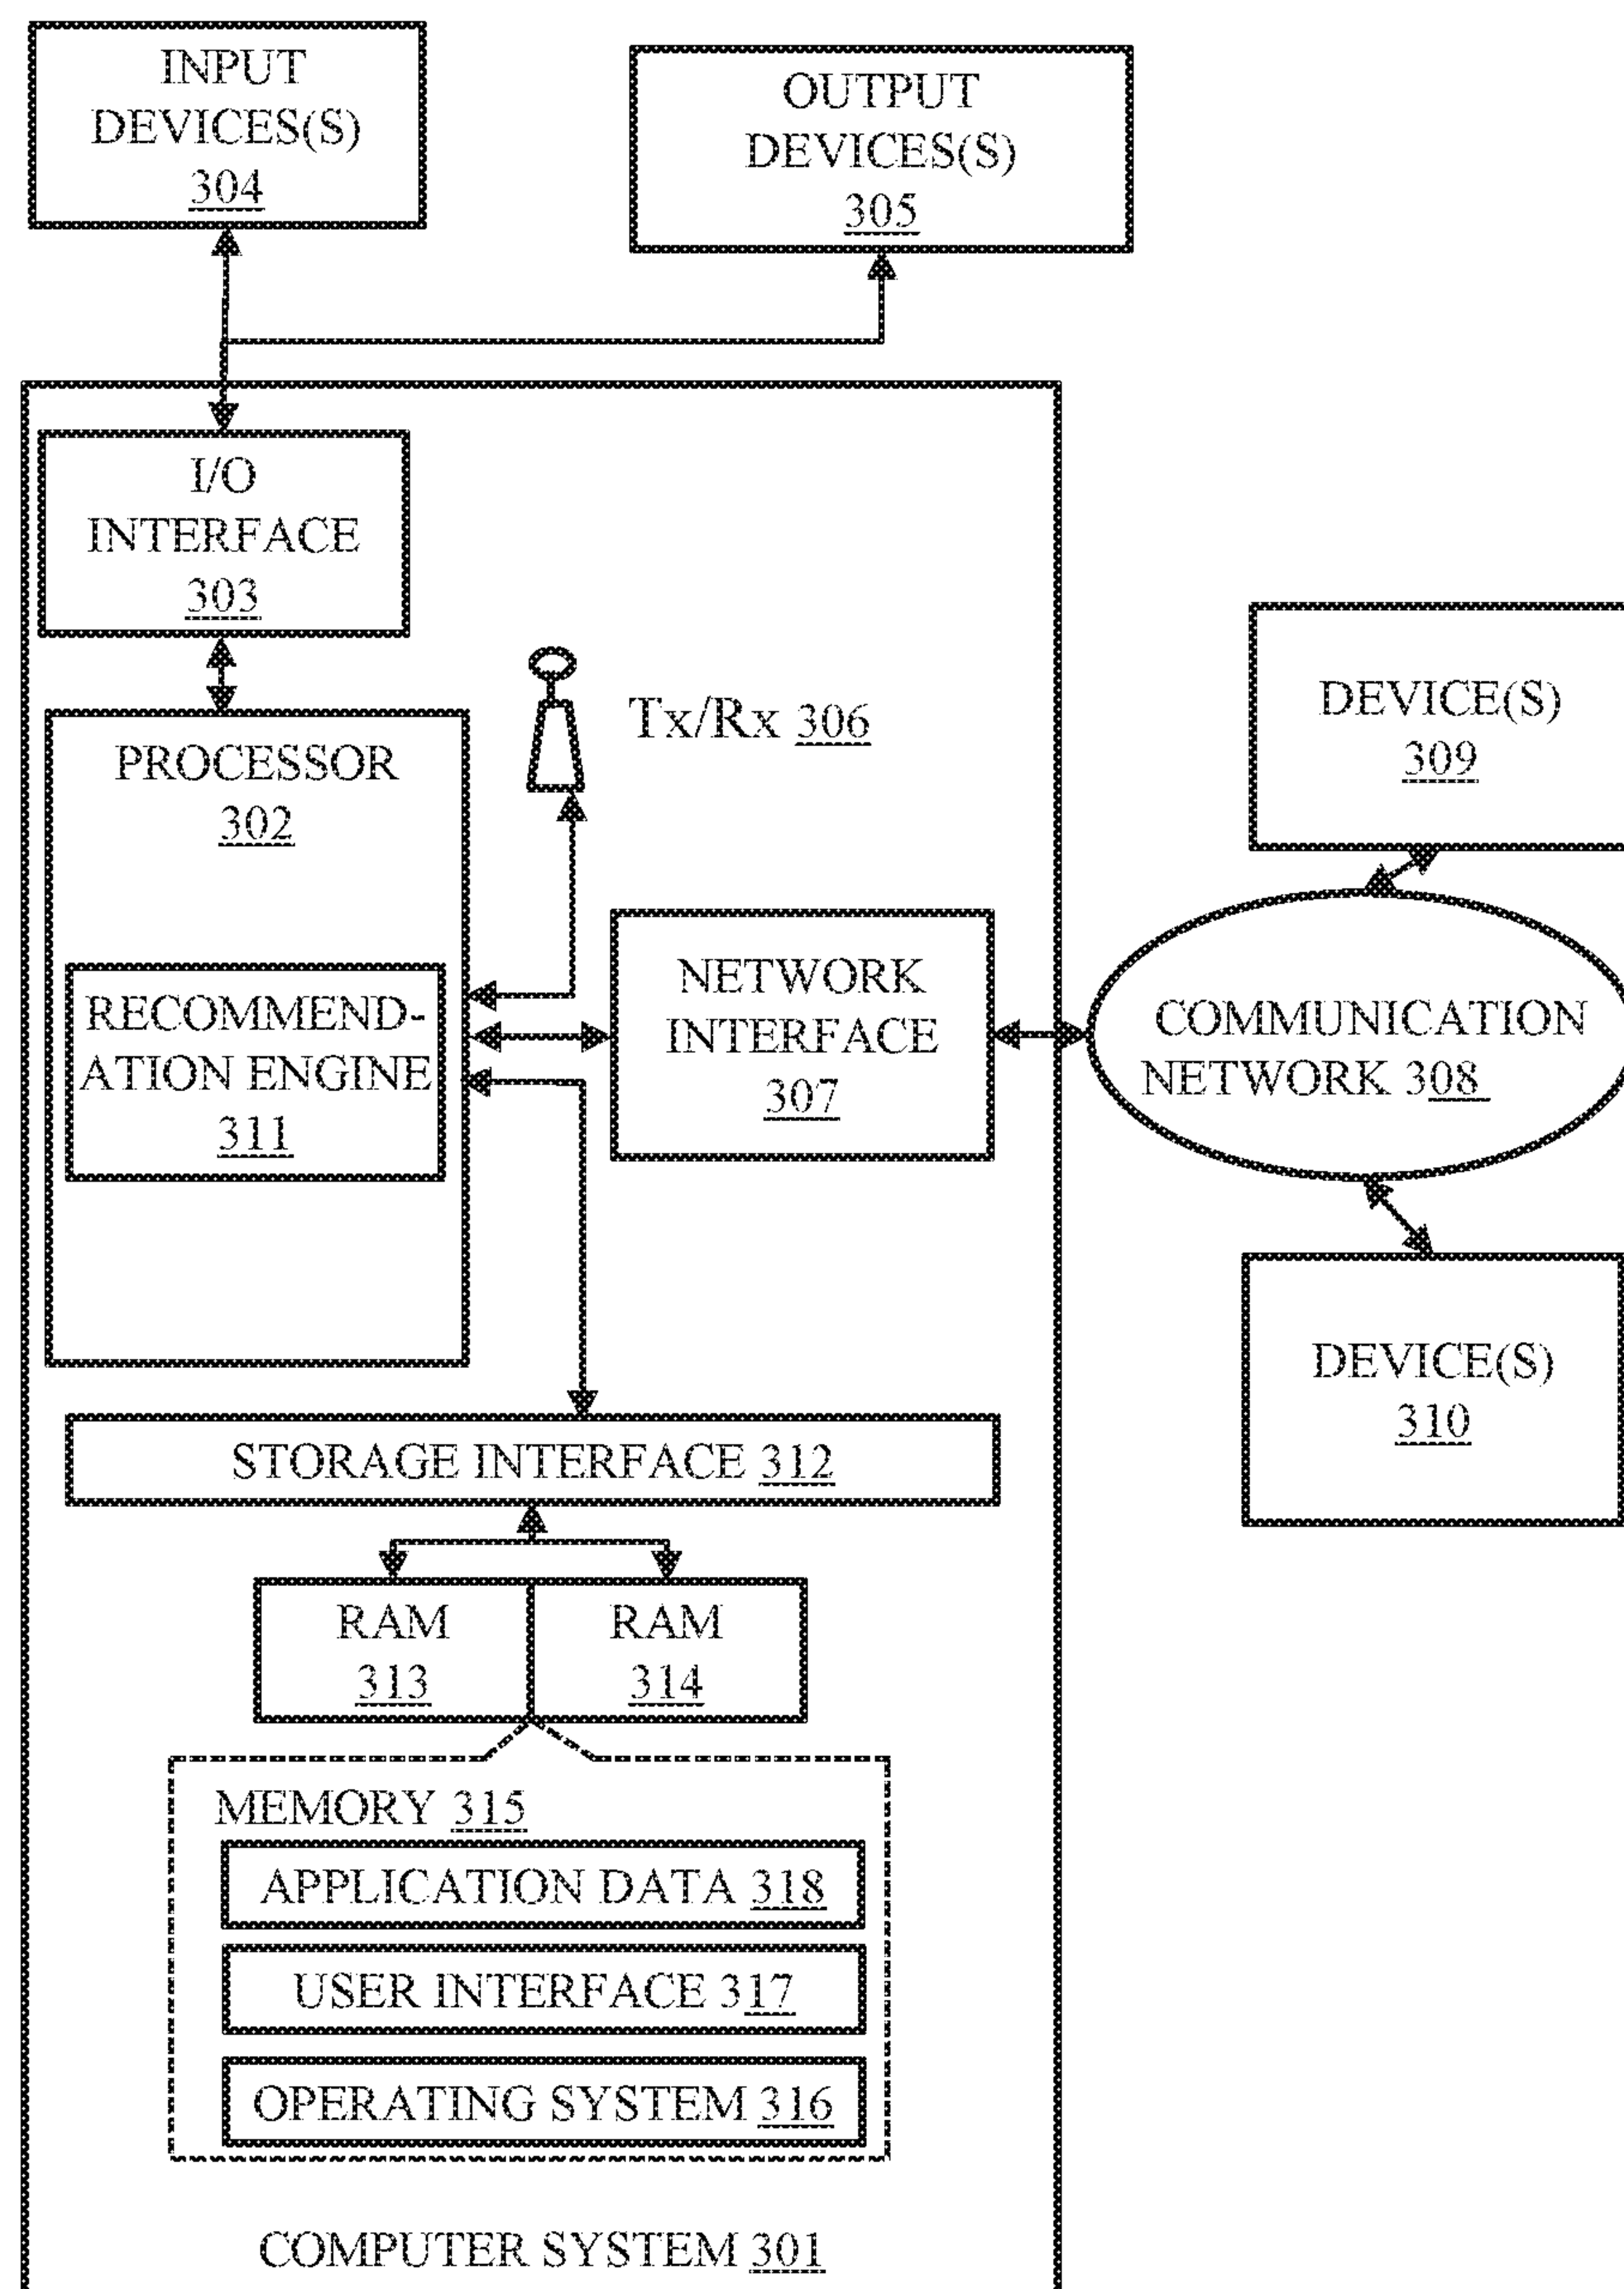 INPUT
DEVICES(S)
304
OUTPUT
DEVICES(S)
305
I/O
INTERFACE
303
PROCESSOR
302
Tx/Rx 306
RECOMMEND-
ATION ENGINE
311
NETWORK
INTERFACE
307
DEVICE(S)
309
COMMUNICATION
NETWORK 308
DEVICE(S)
310
STORAGE INTERFACE 312
RAM
313
RAM
314
MEMORY 315
APPLICATION DATA 318
USER INTERFACE 317
OPERATING SYSTEM 316
COMPUTER SYSTEM 301